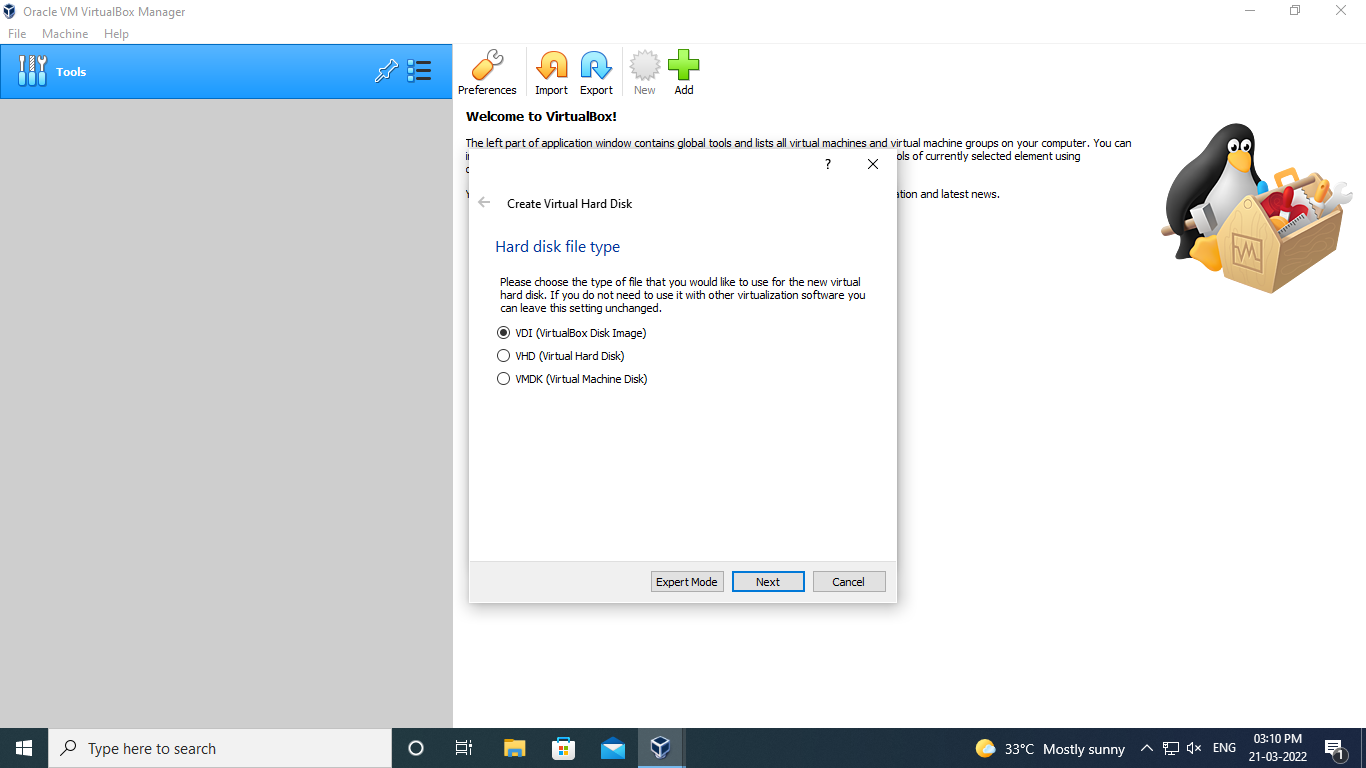 Oracle VM VirtualBox Manager
File Machine Help
Tools
Preferences Import Export New Add
Welcome to VirtualBox!
The left part of application window contains global tools and lists all virtual machines and virtual machine groups on your computer. You can
ols of currently selected element using
ation and latest news.
?
Create Virtual Hard Disk
Hard disk file type
Please choose the type of file that you would like to use for the new virtual
hard disk. If you do not need to use it with other virtualization software you
can leave this setting unchanged.
VDI (VirtualBox Disk Image)
VHD (Virtual Hard Disk)
VMDK (Virtual Machine Disk)
Expert Mode Next Cancel
Type here to search
33°C Mostly sunny
ENG
03:10 PM
21-03-2022
1